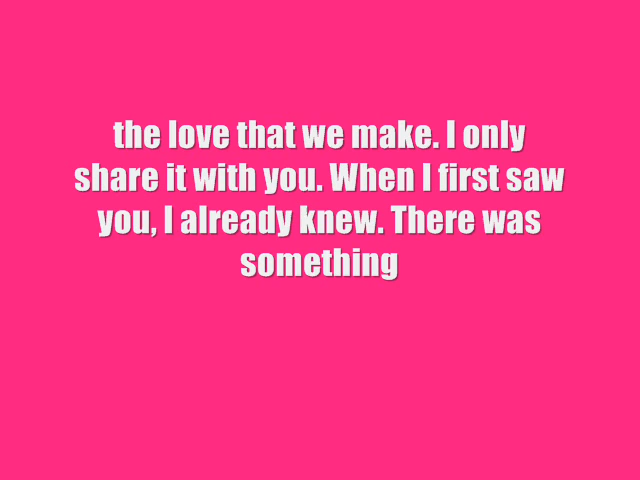 the love that we make. I only
share it with you. When I first saw
you, I already knew. There was
something